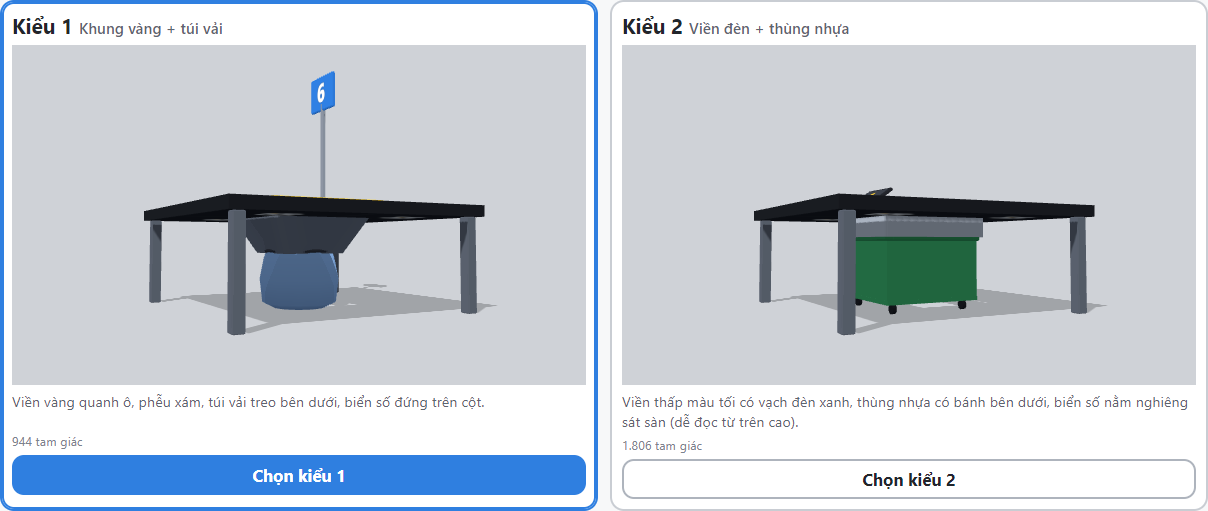 Kiểu 1 Khung vàng + túi vải
6
Viền vàng quanh ô, phễu xám, túi vải treo bên dưới, biển số đứng trên cột.
944 tam giác
Chọn kiểu 1
Kiểu 2 Viền đèn + thùng nhựa
Viền thấp màu tối có vạch đèn xanh, thùng nhựa có bánh bên dưới, biển số nằm nghiêng
sát sàn (dễ đọc từ trên cao).
1.806 tam giác
Chọn kiểu 2